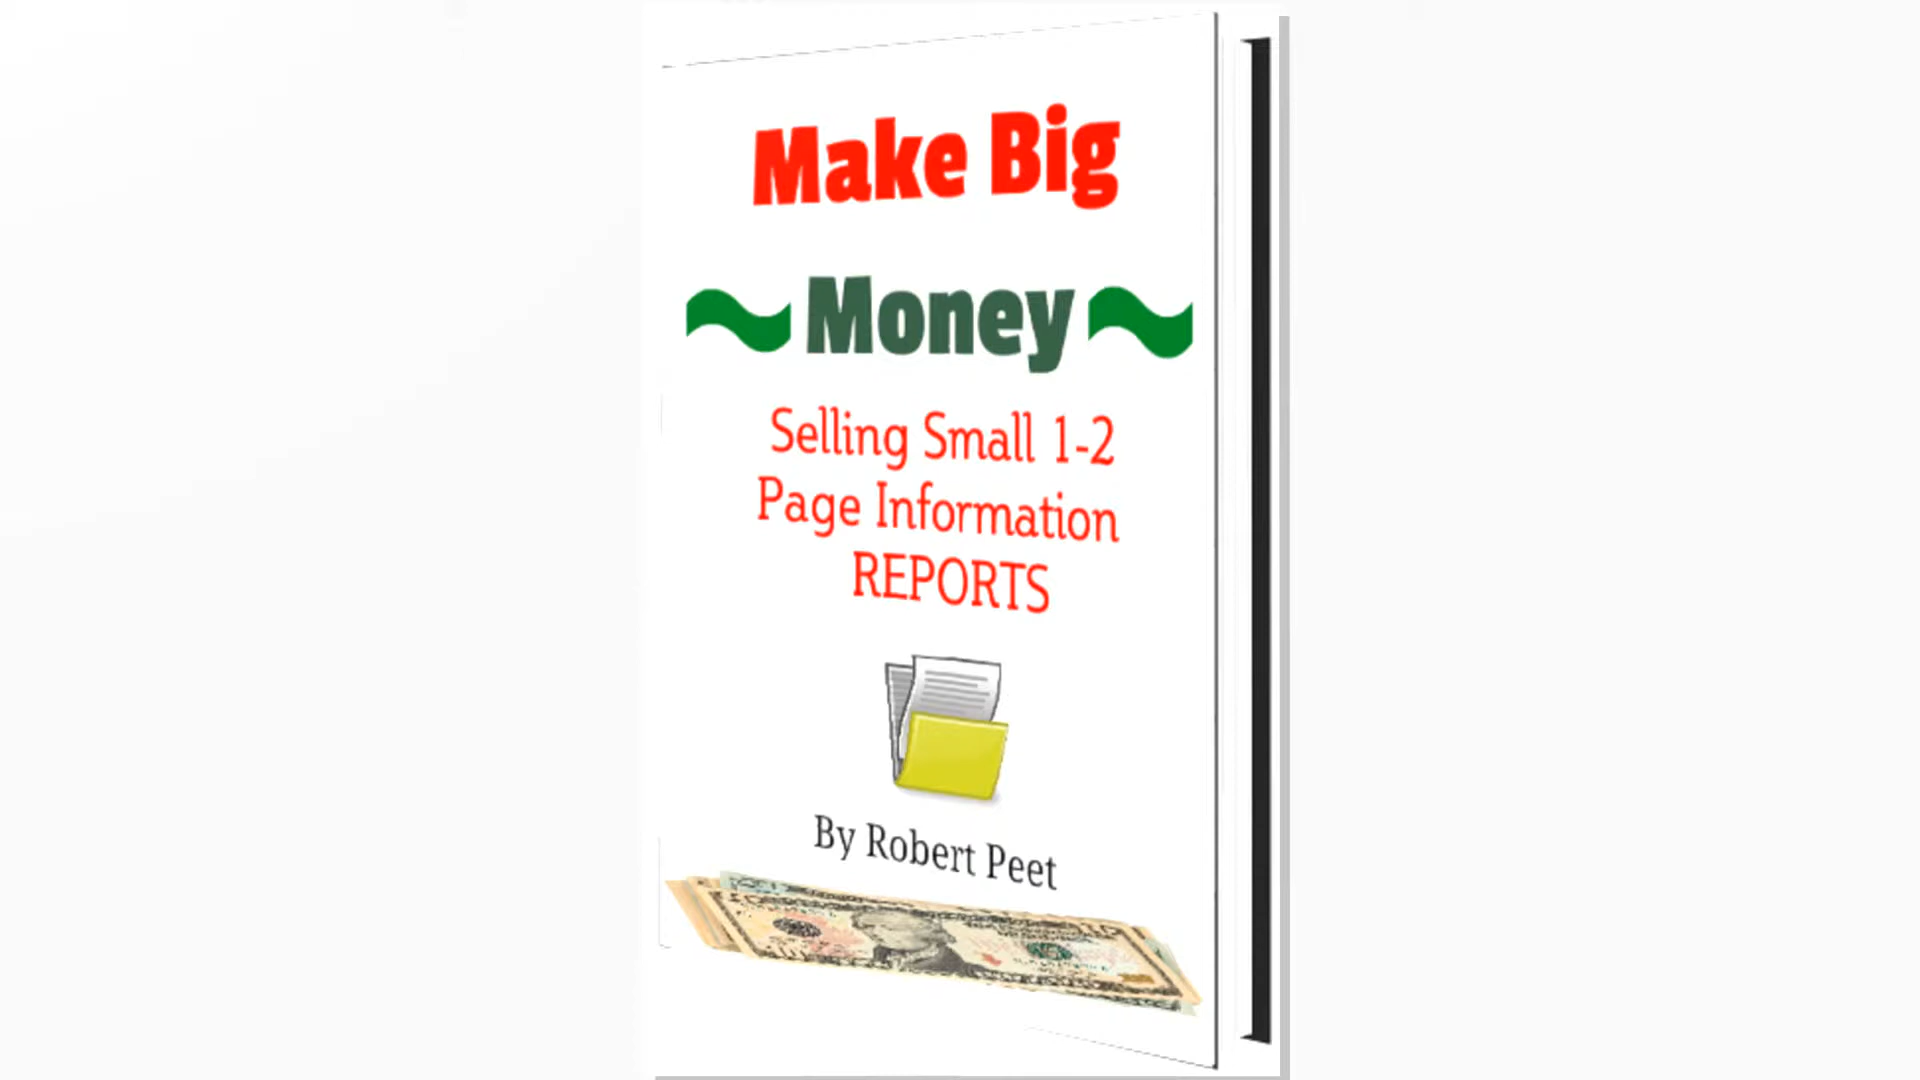 Make Big
Money
Selling Small 1-2
Page Information
REPORTS
By Robert Peet